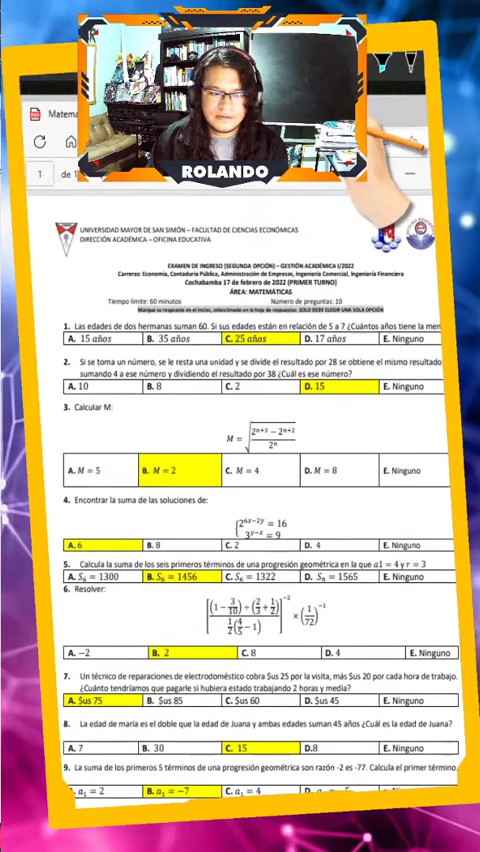 ROLANDO
Matema
1 de 1
UNIVERSIDAD MAYOR DE SAN SIMÓN – FACULTAD DE CIENCIAS ECONÓMICAS
DIRECCIÓN ACADÉMICA – OFICINA EDUCATIVA
EXAMEN DE INGRESO (SEGUNDA OPCIÓN) – GESTIÓN ACADÉMICA I/2022
Carreras: Economía, Contaduría Pública, Administración de Empresas, Ingeniería Comercial, Ingeniería Financiera
Cochabamba 17 de febrero de 2022 (PRIMER TURNO)
ÁREA: MATEMÁTICAS
Tiempo límite: 60 minutos Número de preguntas: 10
Marque su respuesta en el inciso, seleccionado en la hoja de respuestas: SOLO DEBE ELEGIR UNA SOLA OPCIÓN
1. Las edades de dos hermanas suman 60. Si sus edades están en relación de 5 a 7 ¿Cuántos años tiene la men
A. 15 años B. 35 años C. 25 años D. 17 años E. Ninguno
2. Si se toma un número, se le resta una unidad y se divide el resultado por 28 se obtiene el mismo resultado
sumando 4 a ese número y dividiendo el resultado por 38 ¿Cuál es ese número?
A. 10 B. 8 C. 2 D. 15 E. Ninguno
3. Calcular M:
M = √((2ⁿ⁺³ − 2ⁿ⁺²)/2ⁿ)
A. M = 5 B. M = 2 C. M = 4 D. M = 8 E. Ninguno
4. Encontrar la suma de las soluciones de:
{2⁶ˣ⁻²ʸ = 16
3ʸ⁻ˣ = 9
A. 6 B. 8 C. 2 D. 4 E. Ninguno
5. Calcula la suma de los seis primeros términos de una progresión geométrica en la que a1 = 4 y r = 3
A. S₆ = 1300 B. S₆ = 1456 C. S₆ = 1322 D. Sₙ = 1565 E. Ninguno
6. Resolver:
[((1 − 3/10) ÷ (2/3 + 1/2))/(1/2(4/5 − 1))]⁻² × (1/72)⁻¹
A. −2 B. 2 C. 8 D. 4 E. Ninguno
7. Un técnico de reparaciones de electrodoméstico cobra $us 25 por la visita, más $us 20 por cada hora de trabajo.
¿Cuánto tendríamos que pagarle si hubiera estado trabajando 2 horas y media?
A. $us 75 B. $us 85 C. $us 60 D. $us 45 E. Ninguno
8. La edad de maría es el doble que la edad de Juana y ambas edades suman 45 años ¿Cuál es la edad de Juana?
A. 7 B. 30 C. 15 D.8 E. Ninguno
9. La suma de los primeros 5 términos de una progresión geométrica son razón -2 es -77. Calcula el primer término
a₁ = 2 B. a₁ = −7 C. a₁ = 4